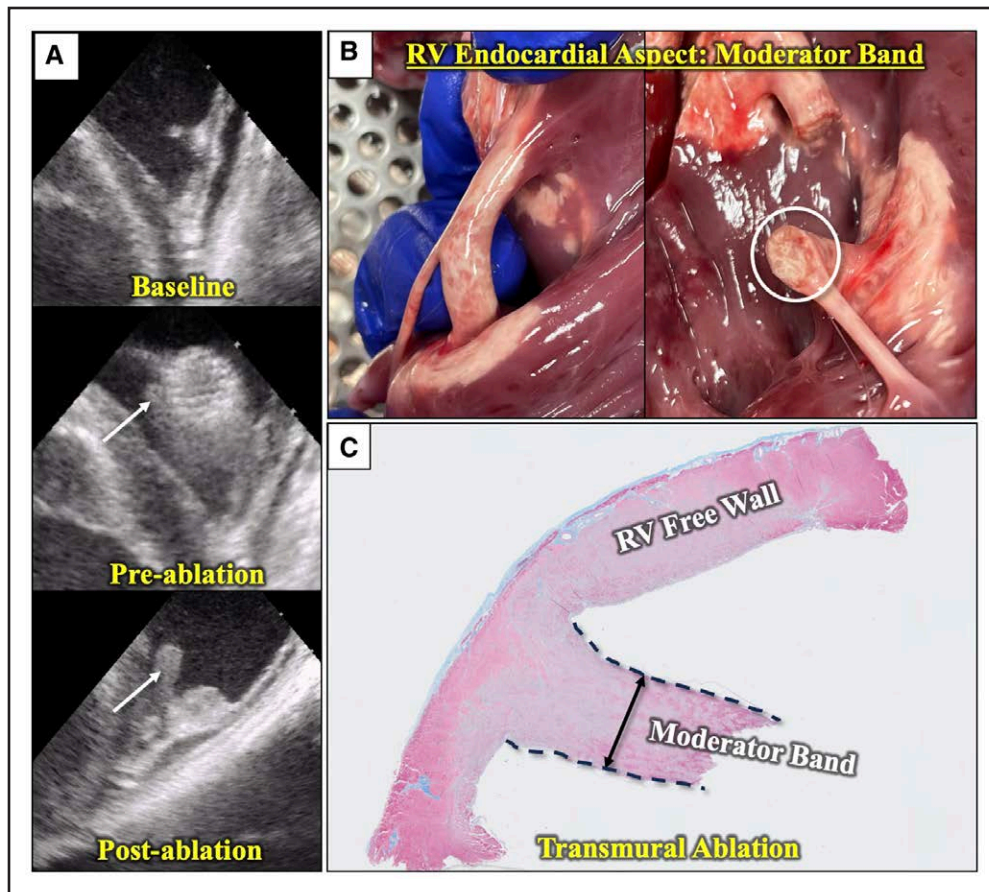 A
Baseline
Pre-ablation
Post-ablation
B
RV Endocardial Aspect: Moderator Band
C
RV Free Wall
Moderator Band
Transmural Ablation